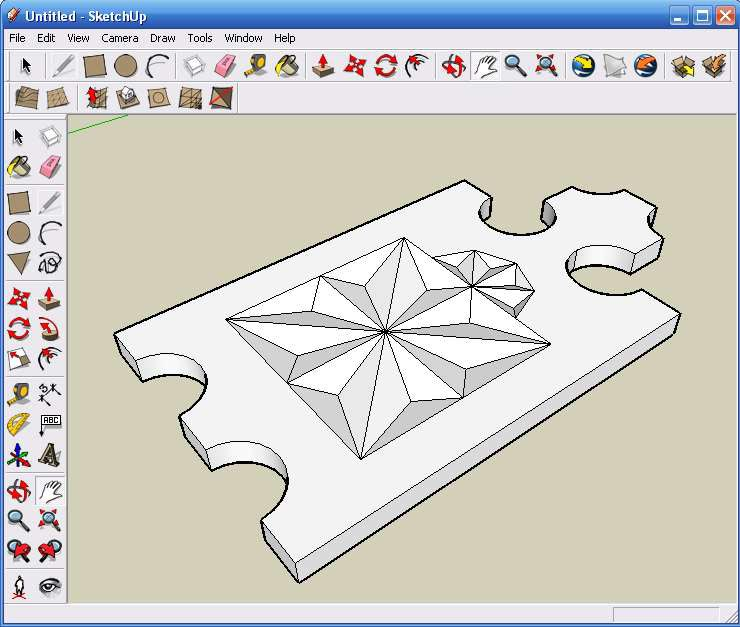 Untitled - SketchUp
File Edit View Camera Draw Tools Window Help
ABC